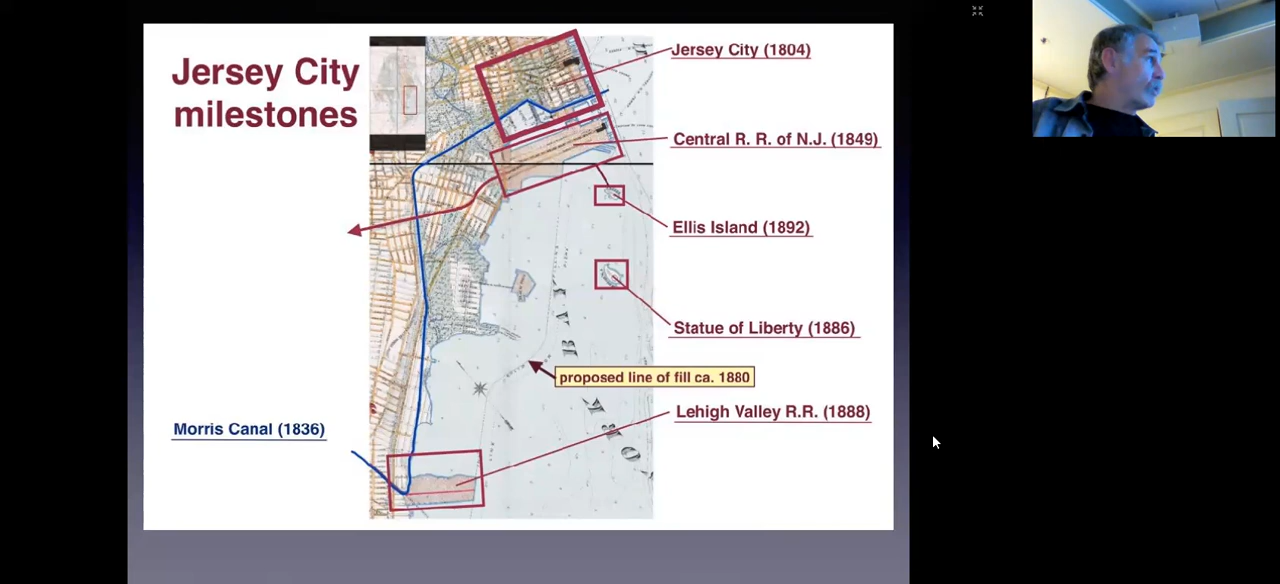 Jersey City
milestones
Jersey City (1804)
Central R. R. of N.J. (1849)
Ellis Island (1892)
Statue of Liberty (1886)
proposed line of fill ca. 1880
Lehigh Valley R.R. (1888)
Morris Canal (1836)